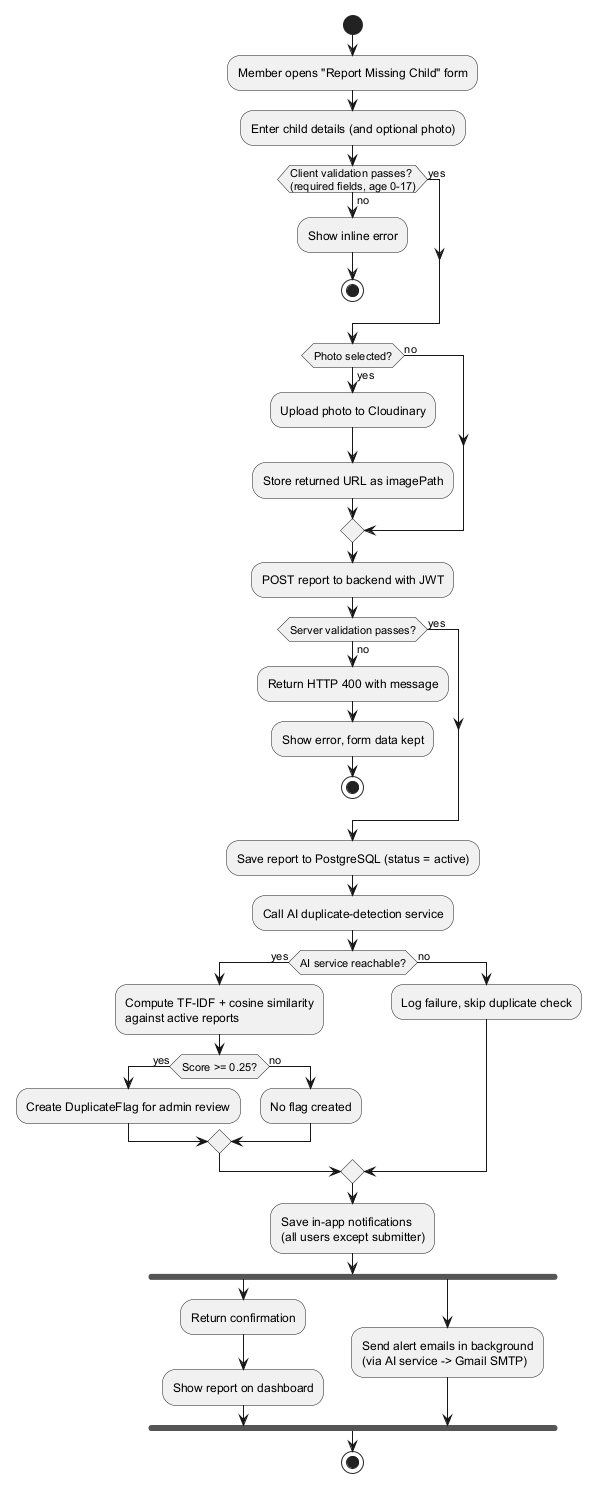 Member opens "Report Missing Child" form
Enter child details (and optional photo)
Client validation passes?
(required fields, age 0-17)
yes
no
Show inline error
Photo selected?
no
yes
Upload photo to Cloudinary
Store returned URL as imagePath
POST report to backend with JWT
Server validation passes?
yes
no
Return HTTP 400 with message
Show error, form data kept
Save report to PostgreSQL (status = active)
Call AI duplicate-detection service
yes
AI service reachable?
no
Compute TF-IDF + cosine similarity
against active reports
Log failure, skip duplicate check
yes
Score >= 0.25?
no
Create DuplicateFlag for admin review
No flag created
Save in-app notifications
(all users except submitter)
Return confirmation
Send alert emails in background
(via AI service -> Gmail SMTP)
Show report on dashboard